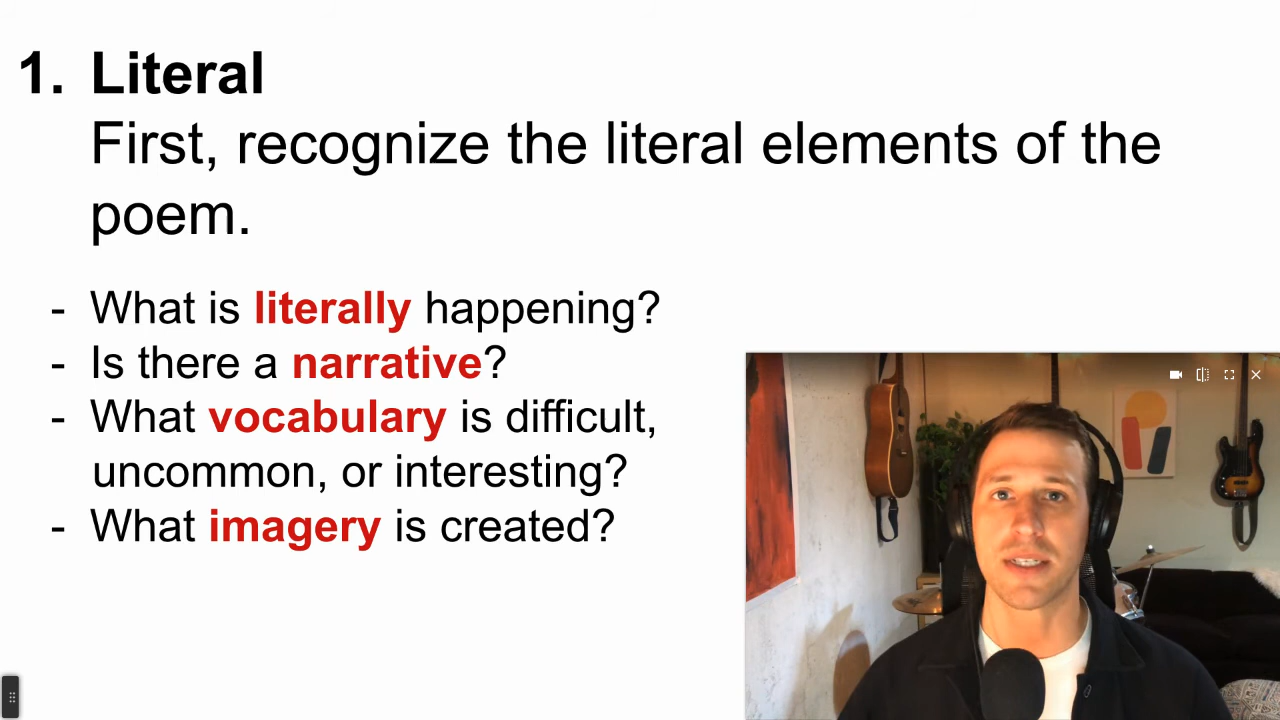 1. Literal
First, recognize the literal elements of the
poem.
- What is literally happening?
- Is there a narrative?
- What vocabulary is difficult,
uncommon, or interesting?
- What imagery is created?